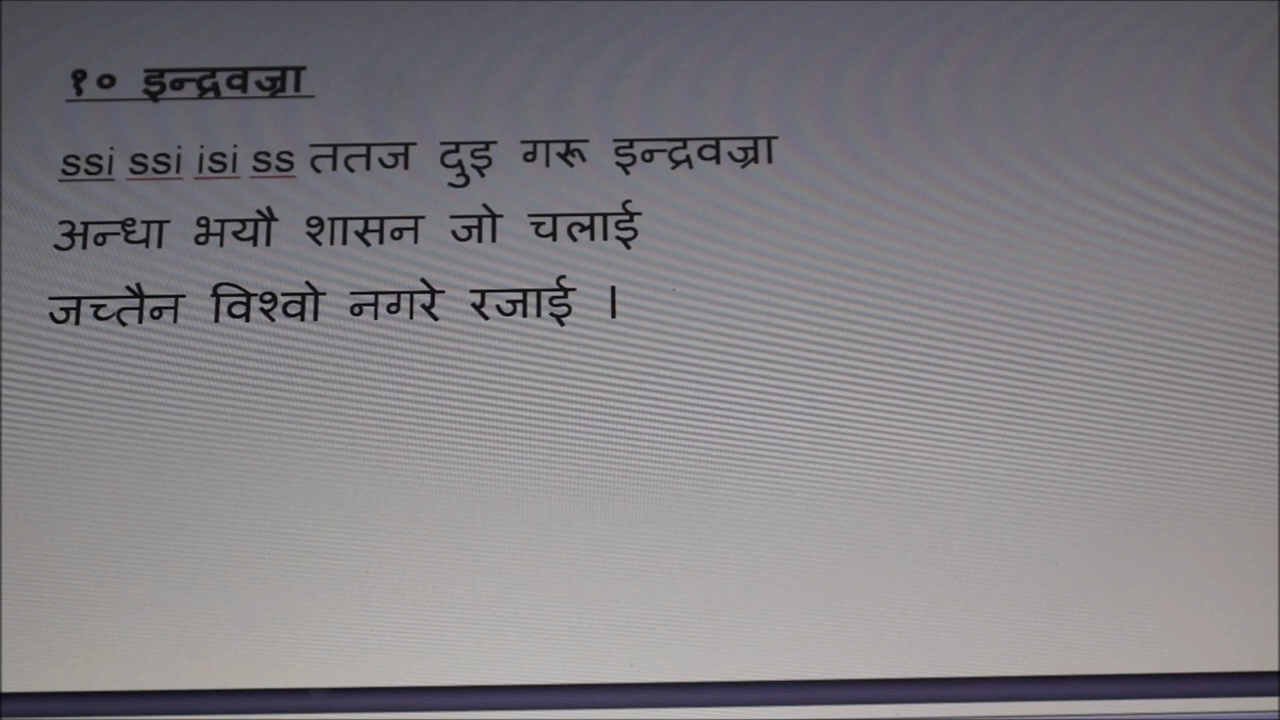 १० इन्द्रवज्रा
ssi ssi isi ss ततज दुइ गरू इन्द्रवज्रा
अन्धा भयौ शासन जो चलाई
जच्तैन विश्वो नगरे रजाई ।